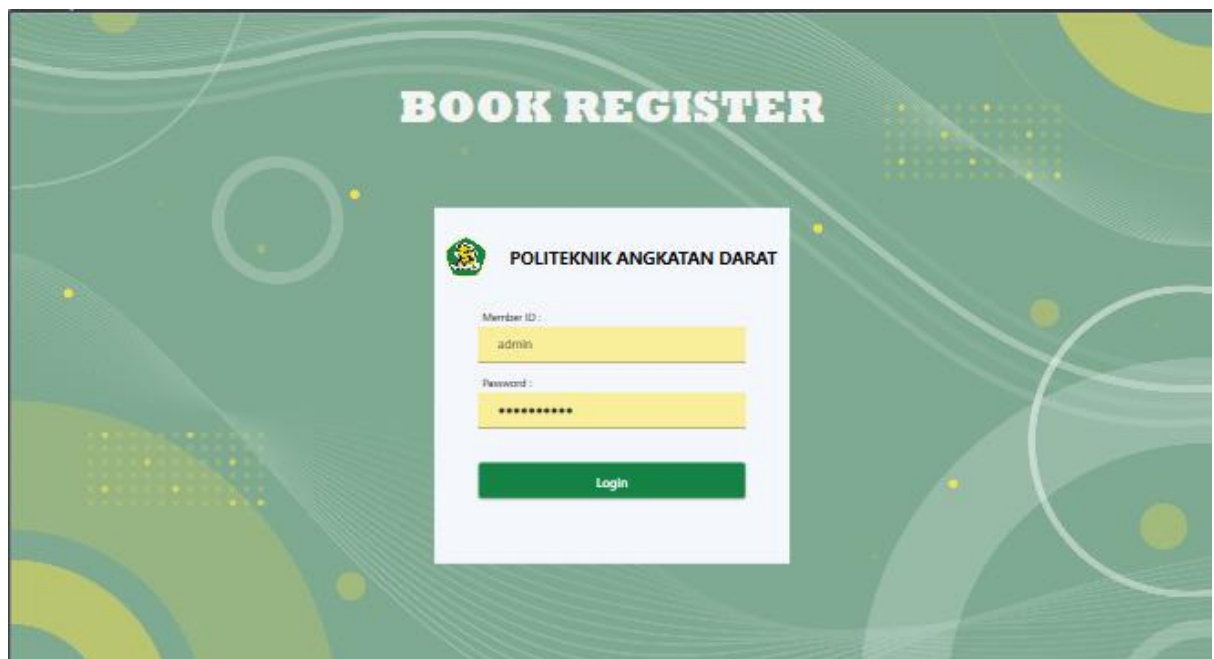 BOOK REGISTER
POLITEKNIK ANGKATAN DARAT
Member ID :
admin
Password :
••••••••••
Login